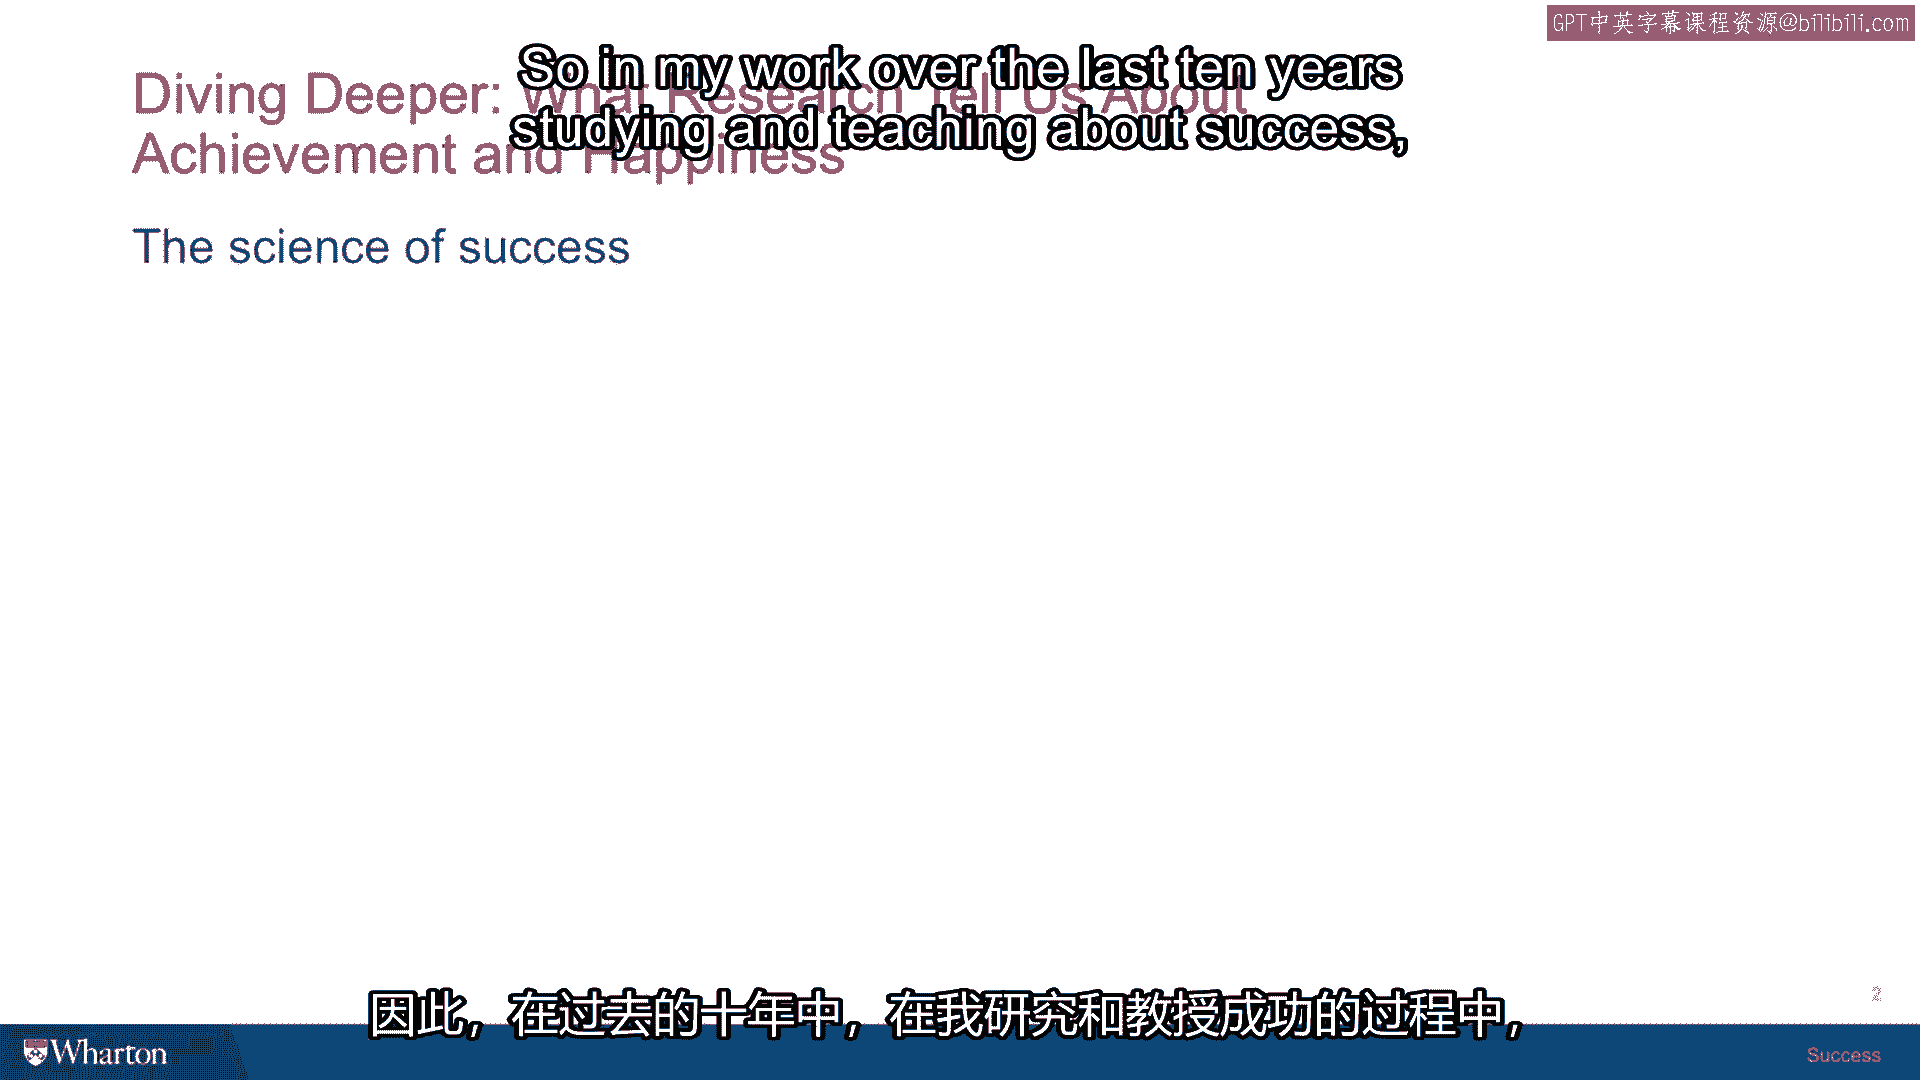 GPT中英字幕课程资源@bilibili.com
So in my work over the last ten years
studying and teaching about success,
Diving Deeper: What Research Tell Us About
Achievement and Happiness
The science of success
因此，在过去的十年中，在我研究和教授成功的过程中，
2
Wharton
Success